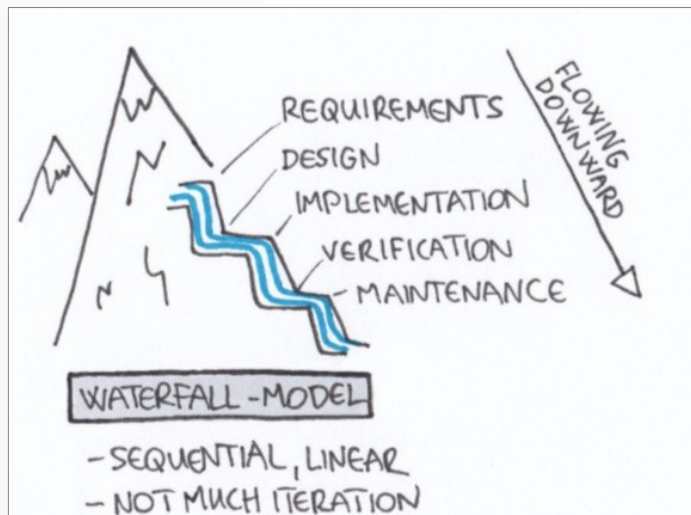 REQUIREMENTS
DESIGN
IMPLEMENTATION
VERIFICATION
MAINTENANCE
FLOWING
DOWNWARD
WATERFALL-MODEL
- SEQUENTIAL, LINEAR
- NOT MUCH ITERATION